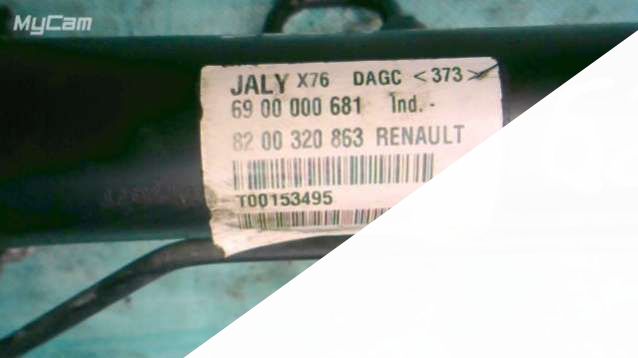 MyCam
JALY X76 DAGC <373>
69 00 000 681 Ind. -
82 00 320 863 RENAULT
T00153495